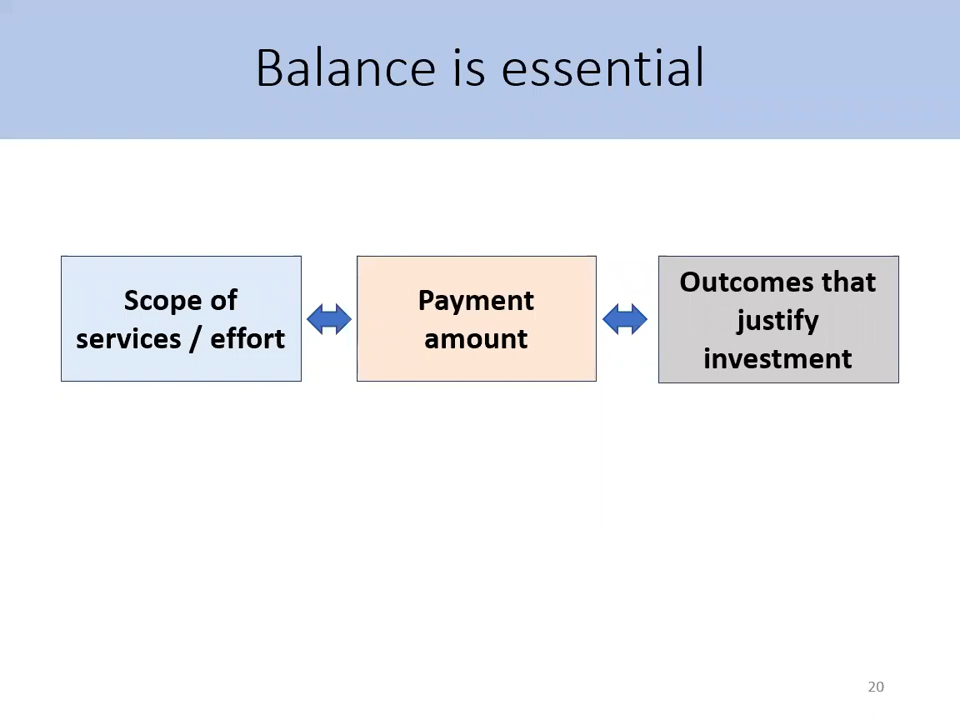 Balance is essential
Scope of
services / effort
Payment
amount
Outcomes that
justify
investment
20